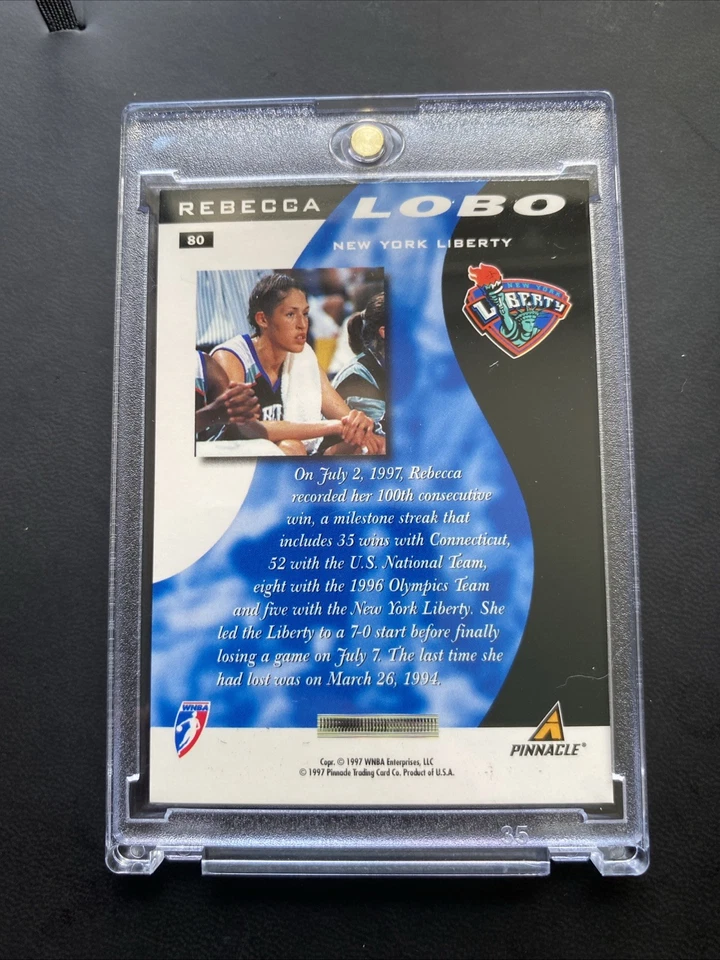 REBECCA LOBO
80
NEW YORK LIBERTY
NEW YORK
LIBERTY
On July 2, 1997, Rebecca
recorded her 100th consecutive
win, a milestone streak that
includes 35 wins with Connecticut,
52 with the U.S. National Team,
eight with the 1996 Olympics Team
and five with the New York Liberty. She
led the Liberty to a 7-0 start before finally
losing a game on July 7. The last time she
had lost was on March 26, 1994.
WNBA
PINNACLE®
Copr. © 1997 WNBA Enterprises, LLC
© 1997 Pinnacle Trading Card Co. Product of U.S.A.
35